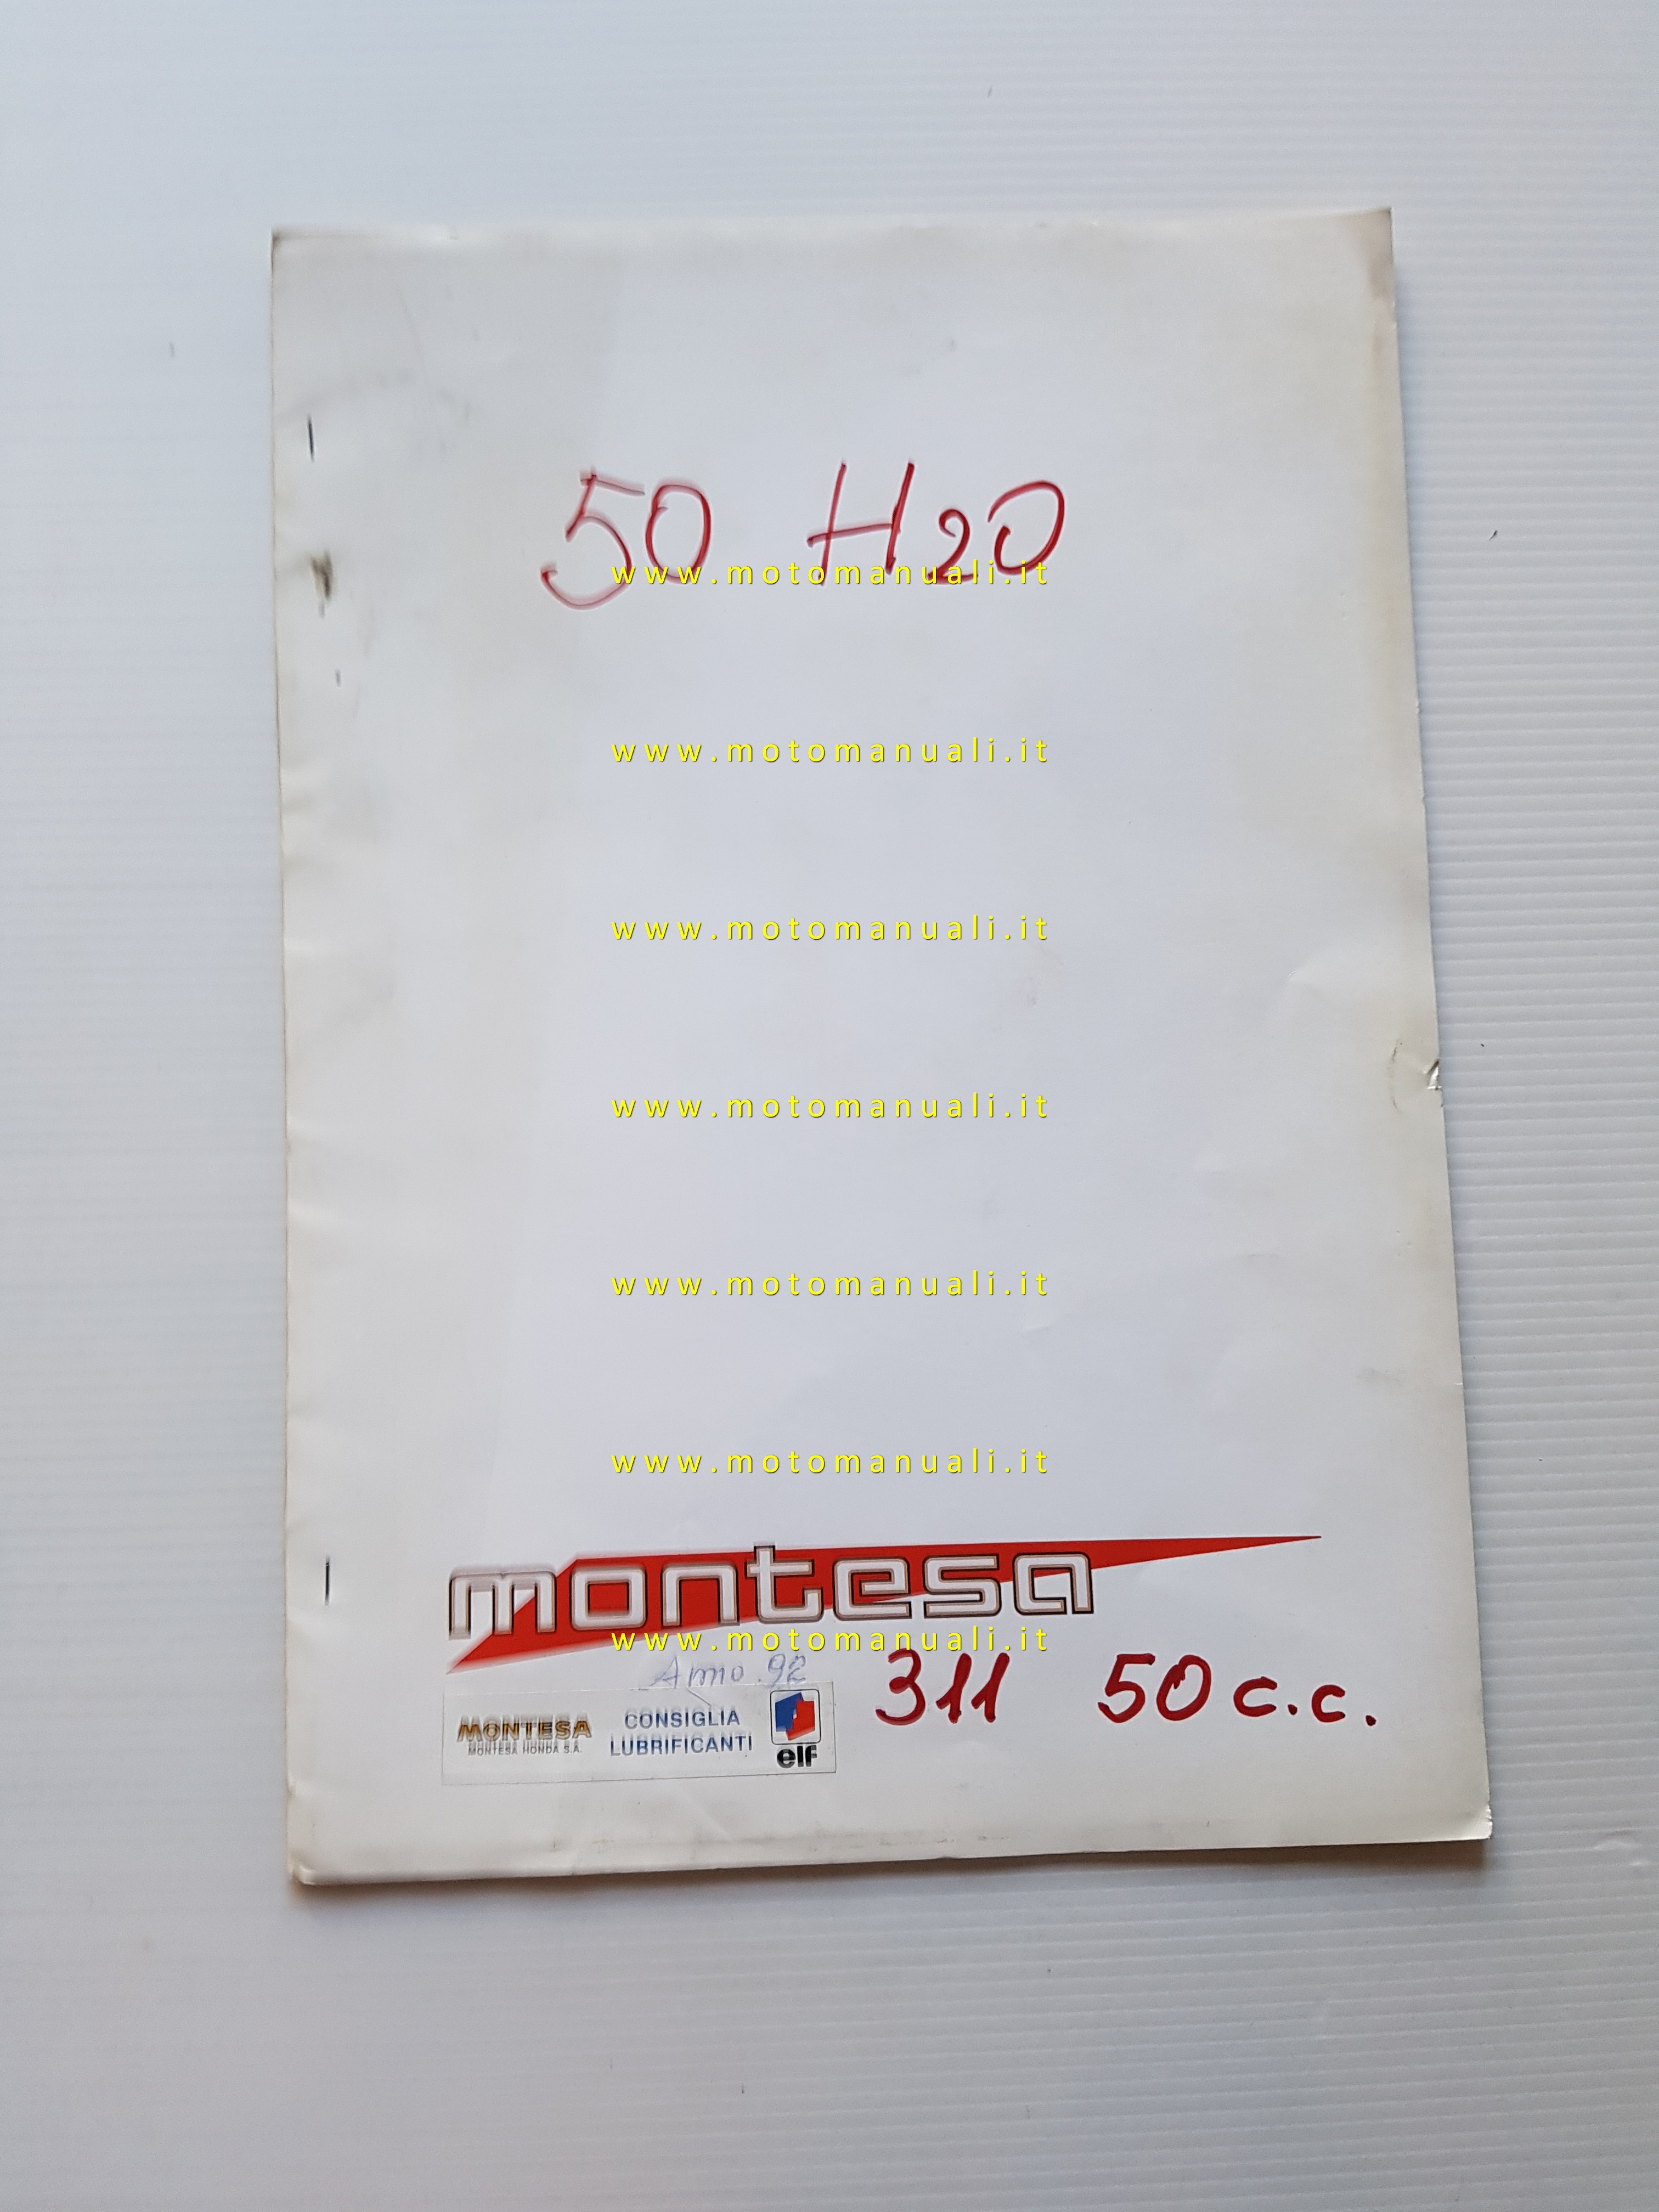 50 H2O
www.motomanuali.it
www.motomanuali.it
www.motomanuali.it
www.motomanuali.it
www.motomanuali.it
www.motomanuali.it
montesa
www.motomanuali.it
Anno 92
311 50 c.c.
MONTESA
MONTESA HONDA S.A.
CONSIGLIA
LUBRIFICANTI
elf